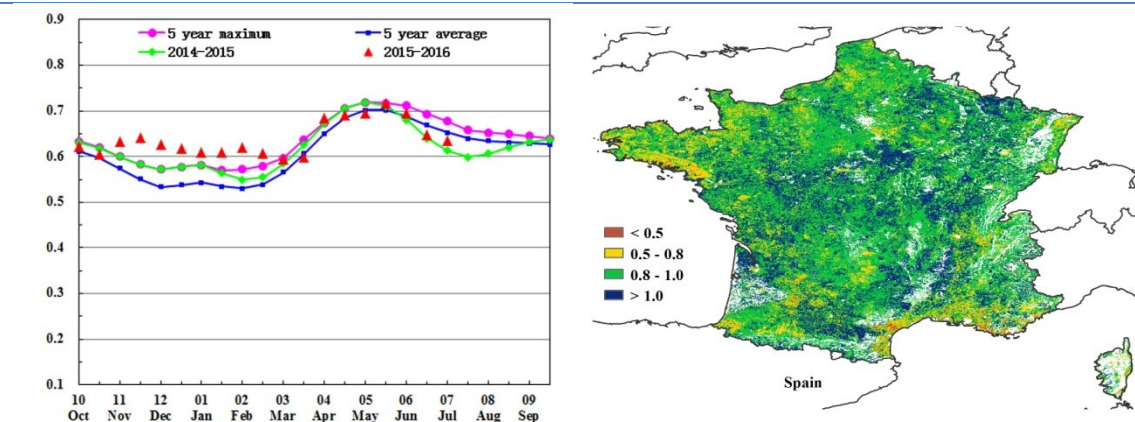 0.9
5 year maximum
5 year average
2014-2015
2015-2016
0.8
0.7
0.6
0.5
0.4
0.3
0.2
0.1
10 11 12 01 02 03 04 05 06 07 08 09
Oct Nov Dec Jan Feb Mar Apr May Jun Jul Aug Sep
< 0.5
0.5 - 0.8
0.8 - 1.0
> 1.0
Spain